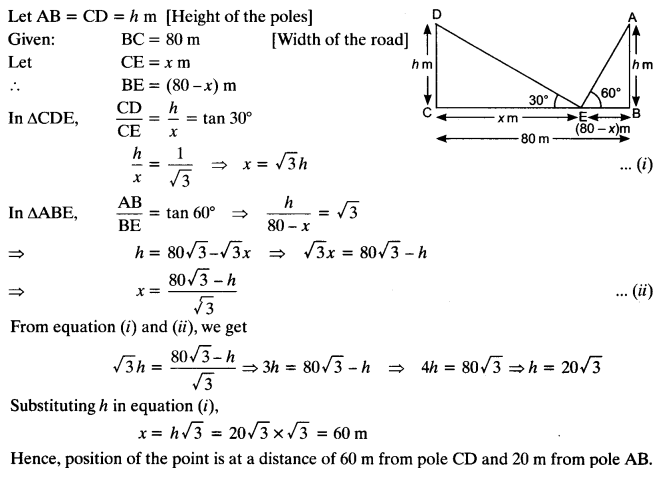 Let AB = CD = h m [Height of the poles]
Given: BC = 80 m [Width of the road]
Let CE = x m
∴ BE = (80 – x) m
In ΔCDE, CD/CE = h/x = tan 30°
h/x = 1/√3 ⇒ x = √3h ... (i)
In ΔABE, AB/BE = tan 60° ⇒ h/(80 – x) = √3
⇒ h = 80√3 – √3x ⇒ √3x = 80√3 – h
⇒ x = (80√3 – h)/√3 ... (ii)
From equation (i) and (ii), we get
√3h = (80√3 – h)/√3 ⇒ 3h = 80√3 – h ⇒ 4h = 80√3 ⇒ h = 20√3
Substituting h in equation (i),
x = h√3 = 20√3 × √3 = 60 m
Hence, position of the point is at a distance of 60 m from pole CD and 20 m from pole AB.
D A
h m h m
30° 60°
C E B
x m (80 – x)m
80 m